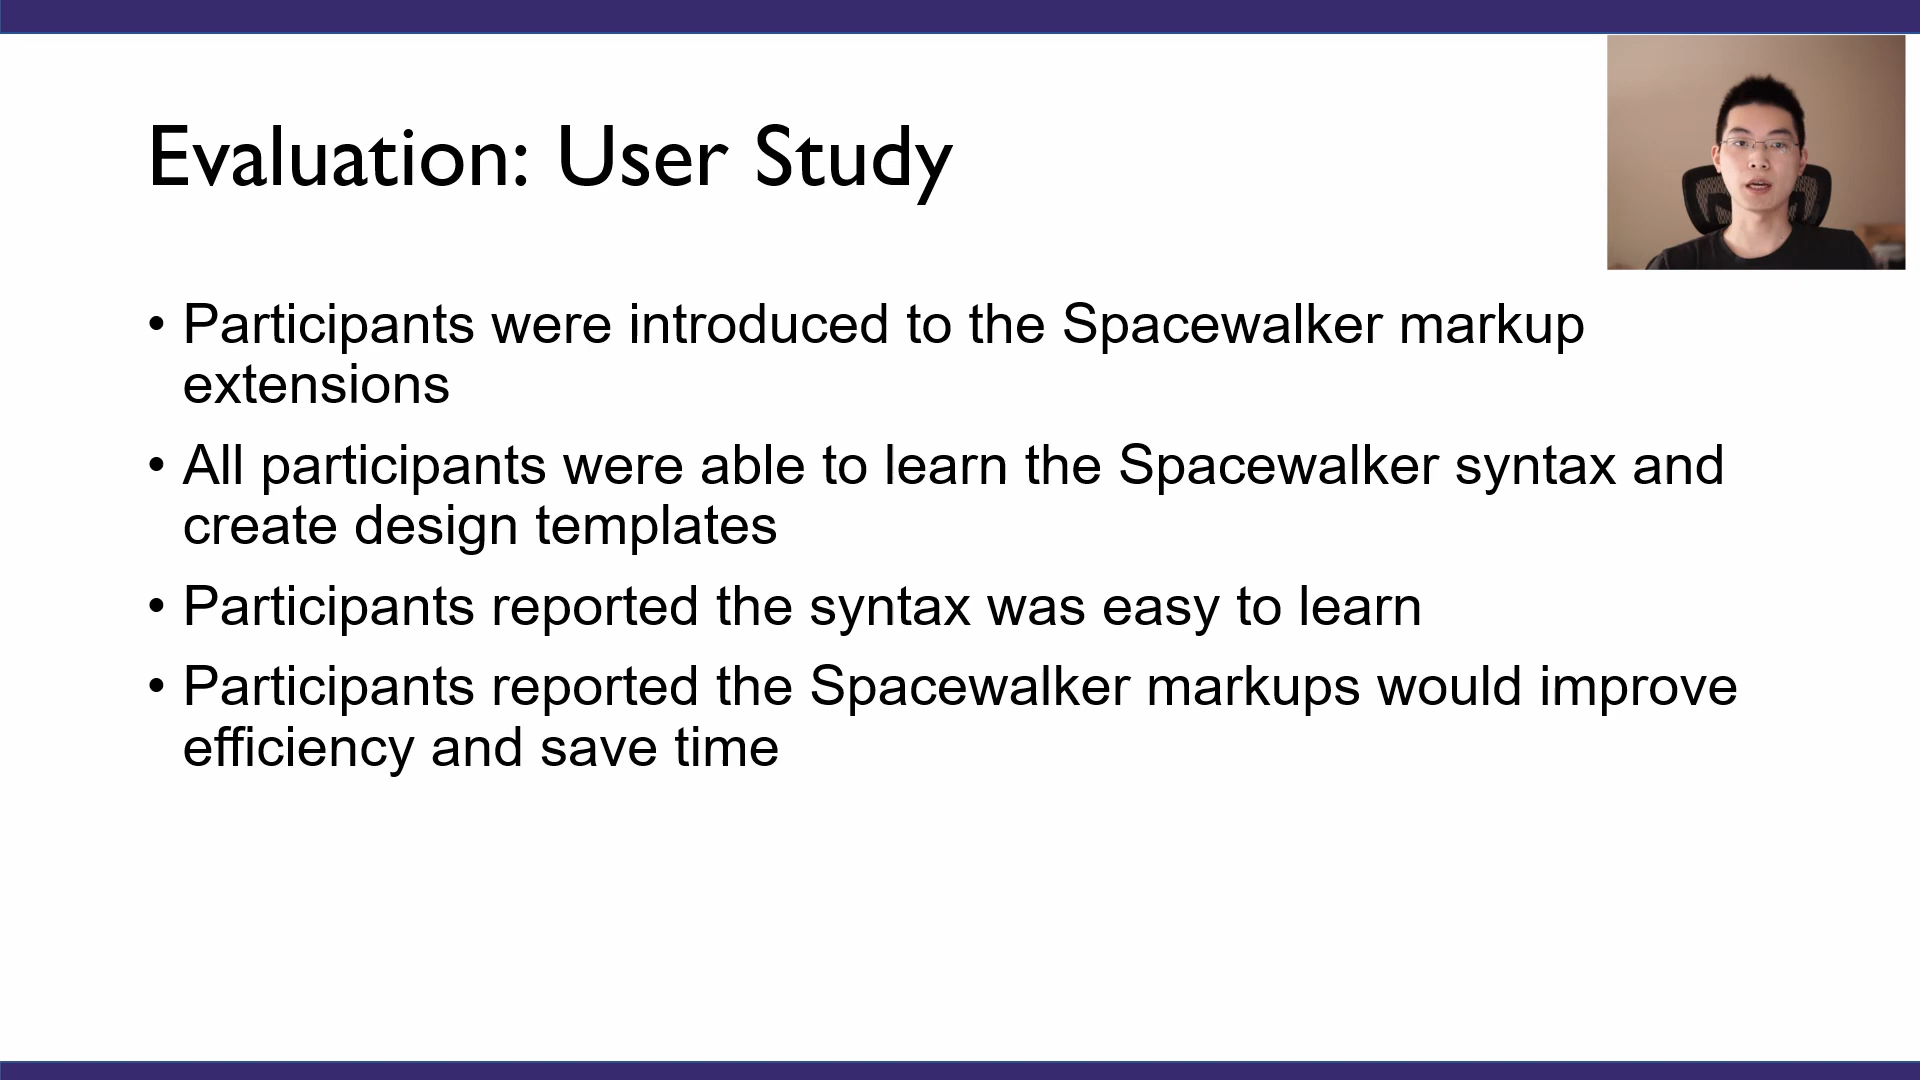 Evaluation: User Study
• Participants were introduced to the Spacewalker markup
extensions
• All participants were able to learn the Spacewalker syntax and
create design templates
• Participants reported the syntax was easy to learn
• Participants reported the Spacewalker markups would improve
efficiency and save time